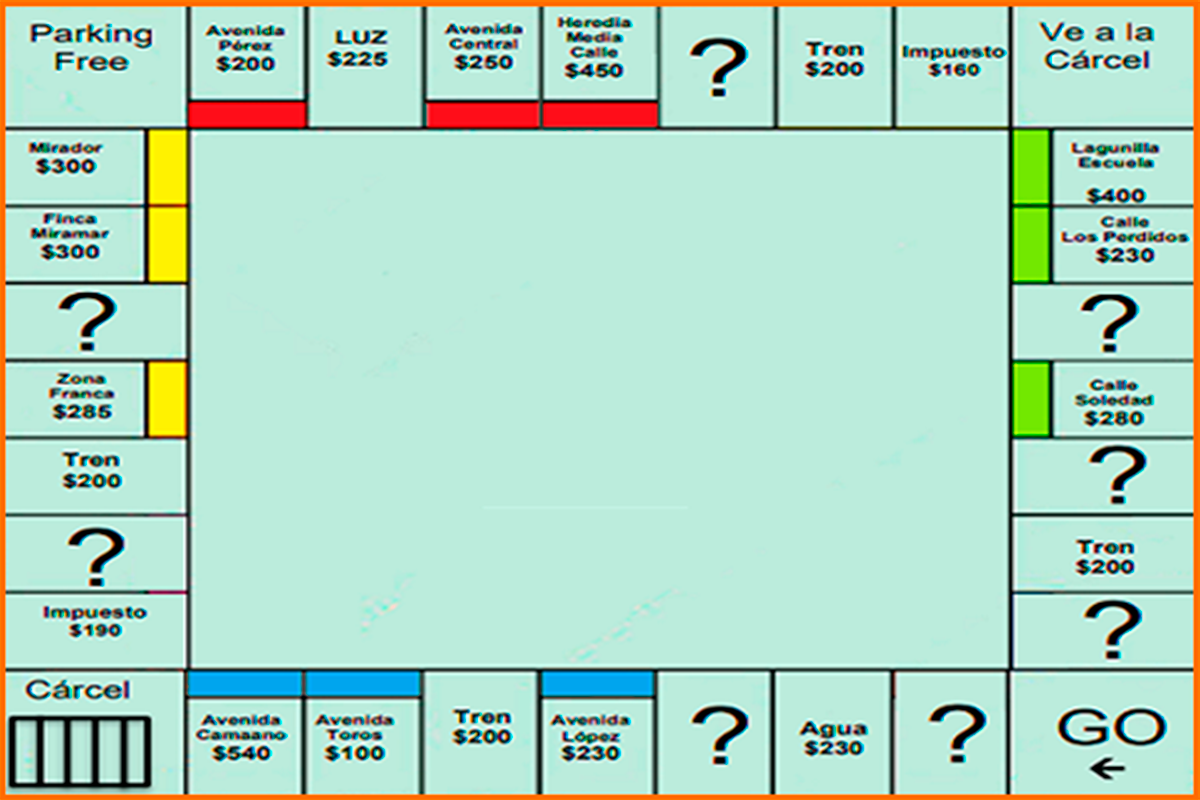 Parking
Free
Avenida
Pérez
$200
LUZ
$225
Avenida
Central
$250
Heredia
Media
Calle
$450
?
Tren
$200
Impuesto
$160
Ve a la
Cárcel
Mirador
$300
Finca
Miramar
$300
?
Zona
Franca
$285
Tren
$200
?
Impuesto
$190
Lagunilla
Escuela
$400
Calle
Los Perdidos
$230
?
Calle
Soledad
$280
?
Tren
$200
?
Cárcel
Avenida
Camaano
$540
Avenida
Toros
$100
Tren
$200
Avenida
López
$230
?
Agua
$230
?
GO
←